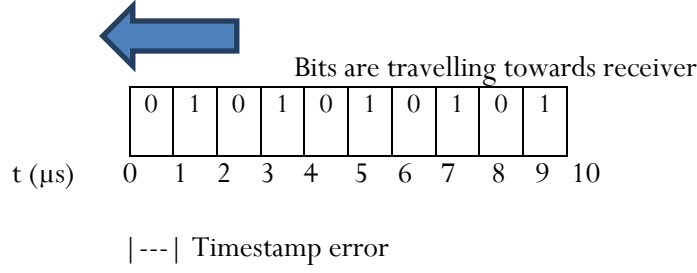 Bits are travelling towards receiver
0 1 0 1 0 1 0 1 0 1
t (μs) 0 1 2 3 4 5 6 7 8 9 10
|---| Timestamp error